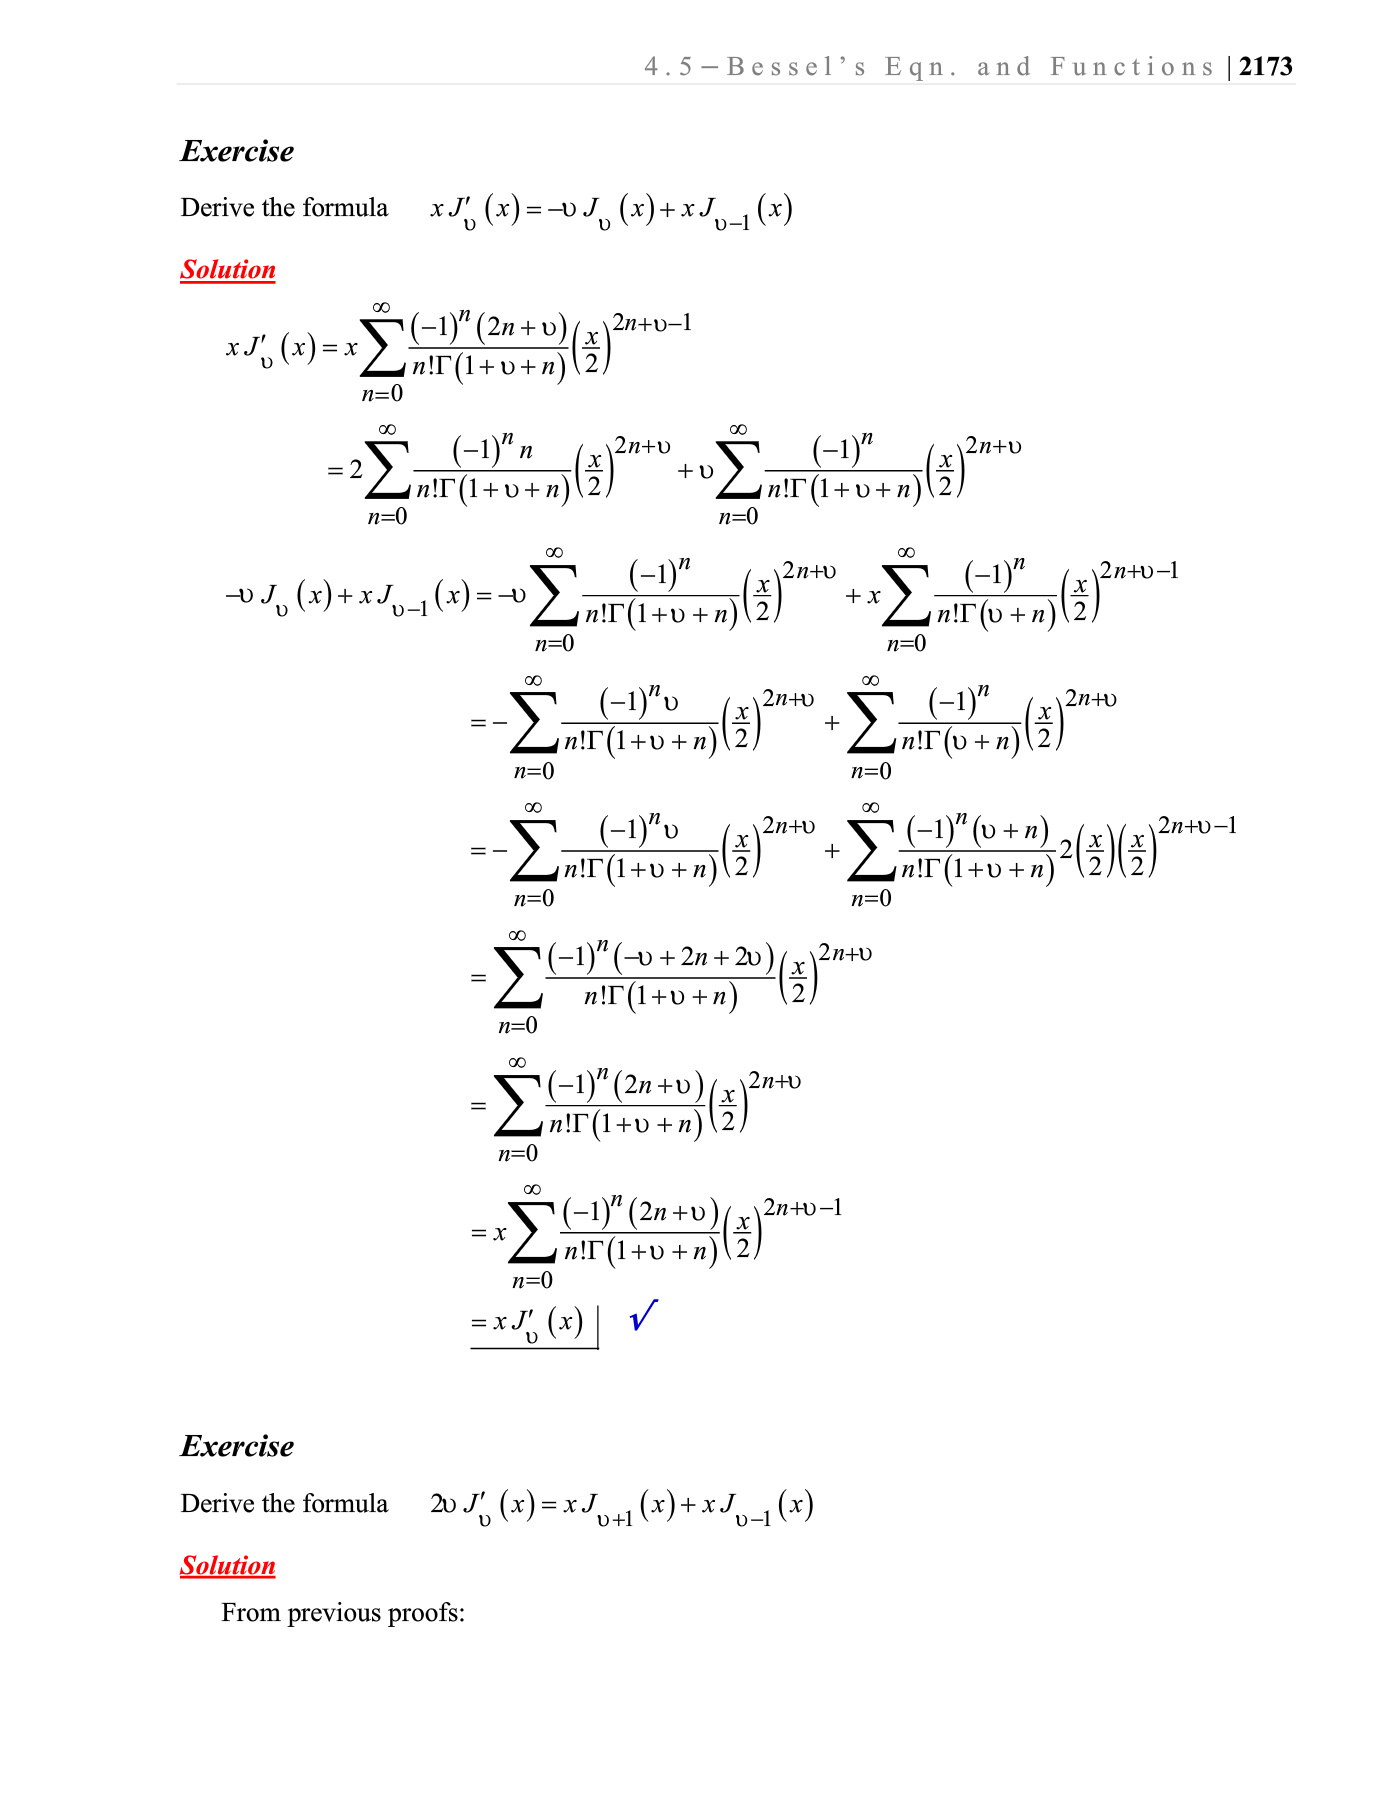 4.5 – Bessel's Eqn. and Functions | 2173
Exercise
Derive the formula $x J'_{\upsilon}(x) = -\upsilon J_{\upsilon}(x) + x J_{\upsilon-1}(x)$
Solution
$x J'_{\upsilon}(x) = x \sum_{n=0}^{\infty} \frac{(-1)^n (2n+\upsilon)}{n!\Gamma(1+\upsilon+n)} \left(\frac{x}{2}\right)^{2n+\upsilon-1}$
$= 2 \sum_{n=0}^{\infty} \frac{(-1)^n n}{n!\Gamma(1+\upsilon+n)} \left(\frac{x}{2}\right)^{2n+\upsilon} + \upsilon \sum_{n=0}^{\infty} \frac{(-1)^n}{n!\Gamma(1+\upsilon+n)} \left(\frac{x}{2}\right)^{2n+\upsilon}$
$-\upsilon J_{\upsilon}(x) + x J_{\upsilon-1}(x) = -\upsilon \sum_{n=0}^{\infty} \frac{(-1)^n}{n!\Gamma(1+\upsilon+n)} \left(\frac{x}{2}\right)^{2n+\upsilon} + x \sum_{n=0}^{\infty} \frac{(-1)^n}{n!\Gamma(\upsilon+n)} \left(\frac{x}{2}\right)^{2n+\upsilon-1}$
$= -\sum_{n=0}^{\infty} \frac{(-1)^n \upsilon}{n!\Gamma(1+\upsilon+n)} \left(\frac{x}{2}\right)^{2n+\upsilon} + \sum_{n=0}^{\infty} \frac{(-1)^n}{n!\Gamma(\upsilon+n)} \left(\frac{x}{2}\right)^{2n+\upsilon}$
$= -\sum_{n=0}^{\infty} \frac{(-1)^n \upsilon}{n!\Gamma(1+\upsilon+n)} \left(\frac{x}{2}\right)^{2n+\upsilon} + \sum_{n=0}^{\infty} \frac{(-1)^n (\upsilon+n)}{n!\Gamma(1+\upsilon+n)} 2 \left(\frac{x}{2}\right) \left(\frac{x}{2}\right)^{2n+\upsilon-1}$
$= \sum_{n=0}^{\infty} \frac{(-1)^n (-\upsilon+2n+2\upsilon)}{n!\Gamma(1+\upsilon+n)} \left(\frac{x}{2}\right)^{2n+\upsilon}$
$= \sum_{n=0}^{\infty} \frac{(-1)^n (2n+\upsilon)}{n!\Gamma(1+\upsilon+n)} \left(\frac{x}{2}\right)^{2n+\upsilon}$
$= x \sum_{n=0}^{\infty} \frac{(-1)^n (2n+\upsilon)}{n!\Gamma(1+\upsilon+n)} \left(\frac{x}{2}\right)^{2n+\upsilon-1}$
$= x J'_{\upsilon}(x)$ | √
Exercise
Derive the formula $2\upsilon J'_{\upsilon}(x) = x J_{\upsilon+1}(x) + x J_{\upsilon-1}(x)$
Solution
From previous proofs: